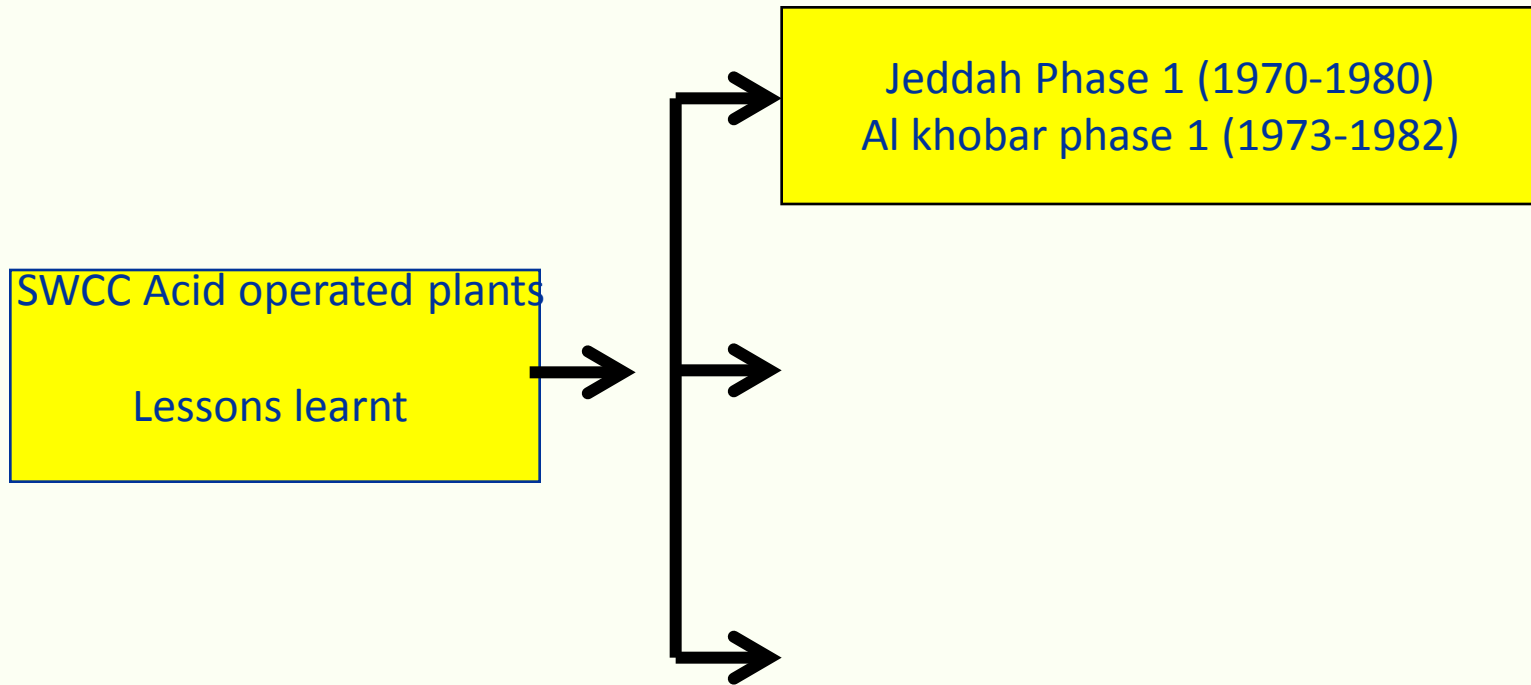 Jeddah Phase 1 (1970-1980)
Al khobar phase 1 (1973-1982)
SWCC Acid operated plants
Lessons learnt